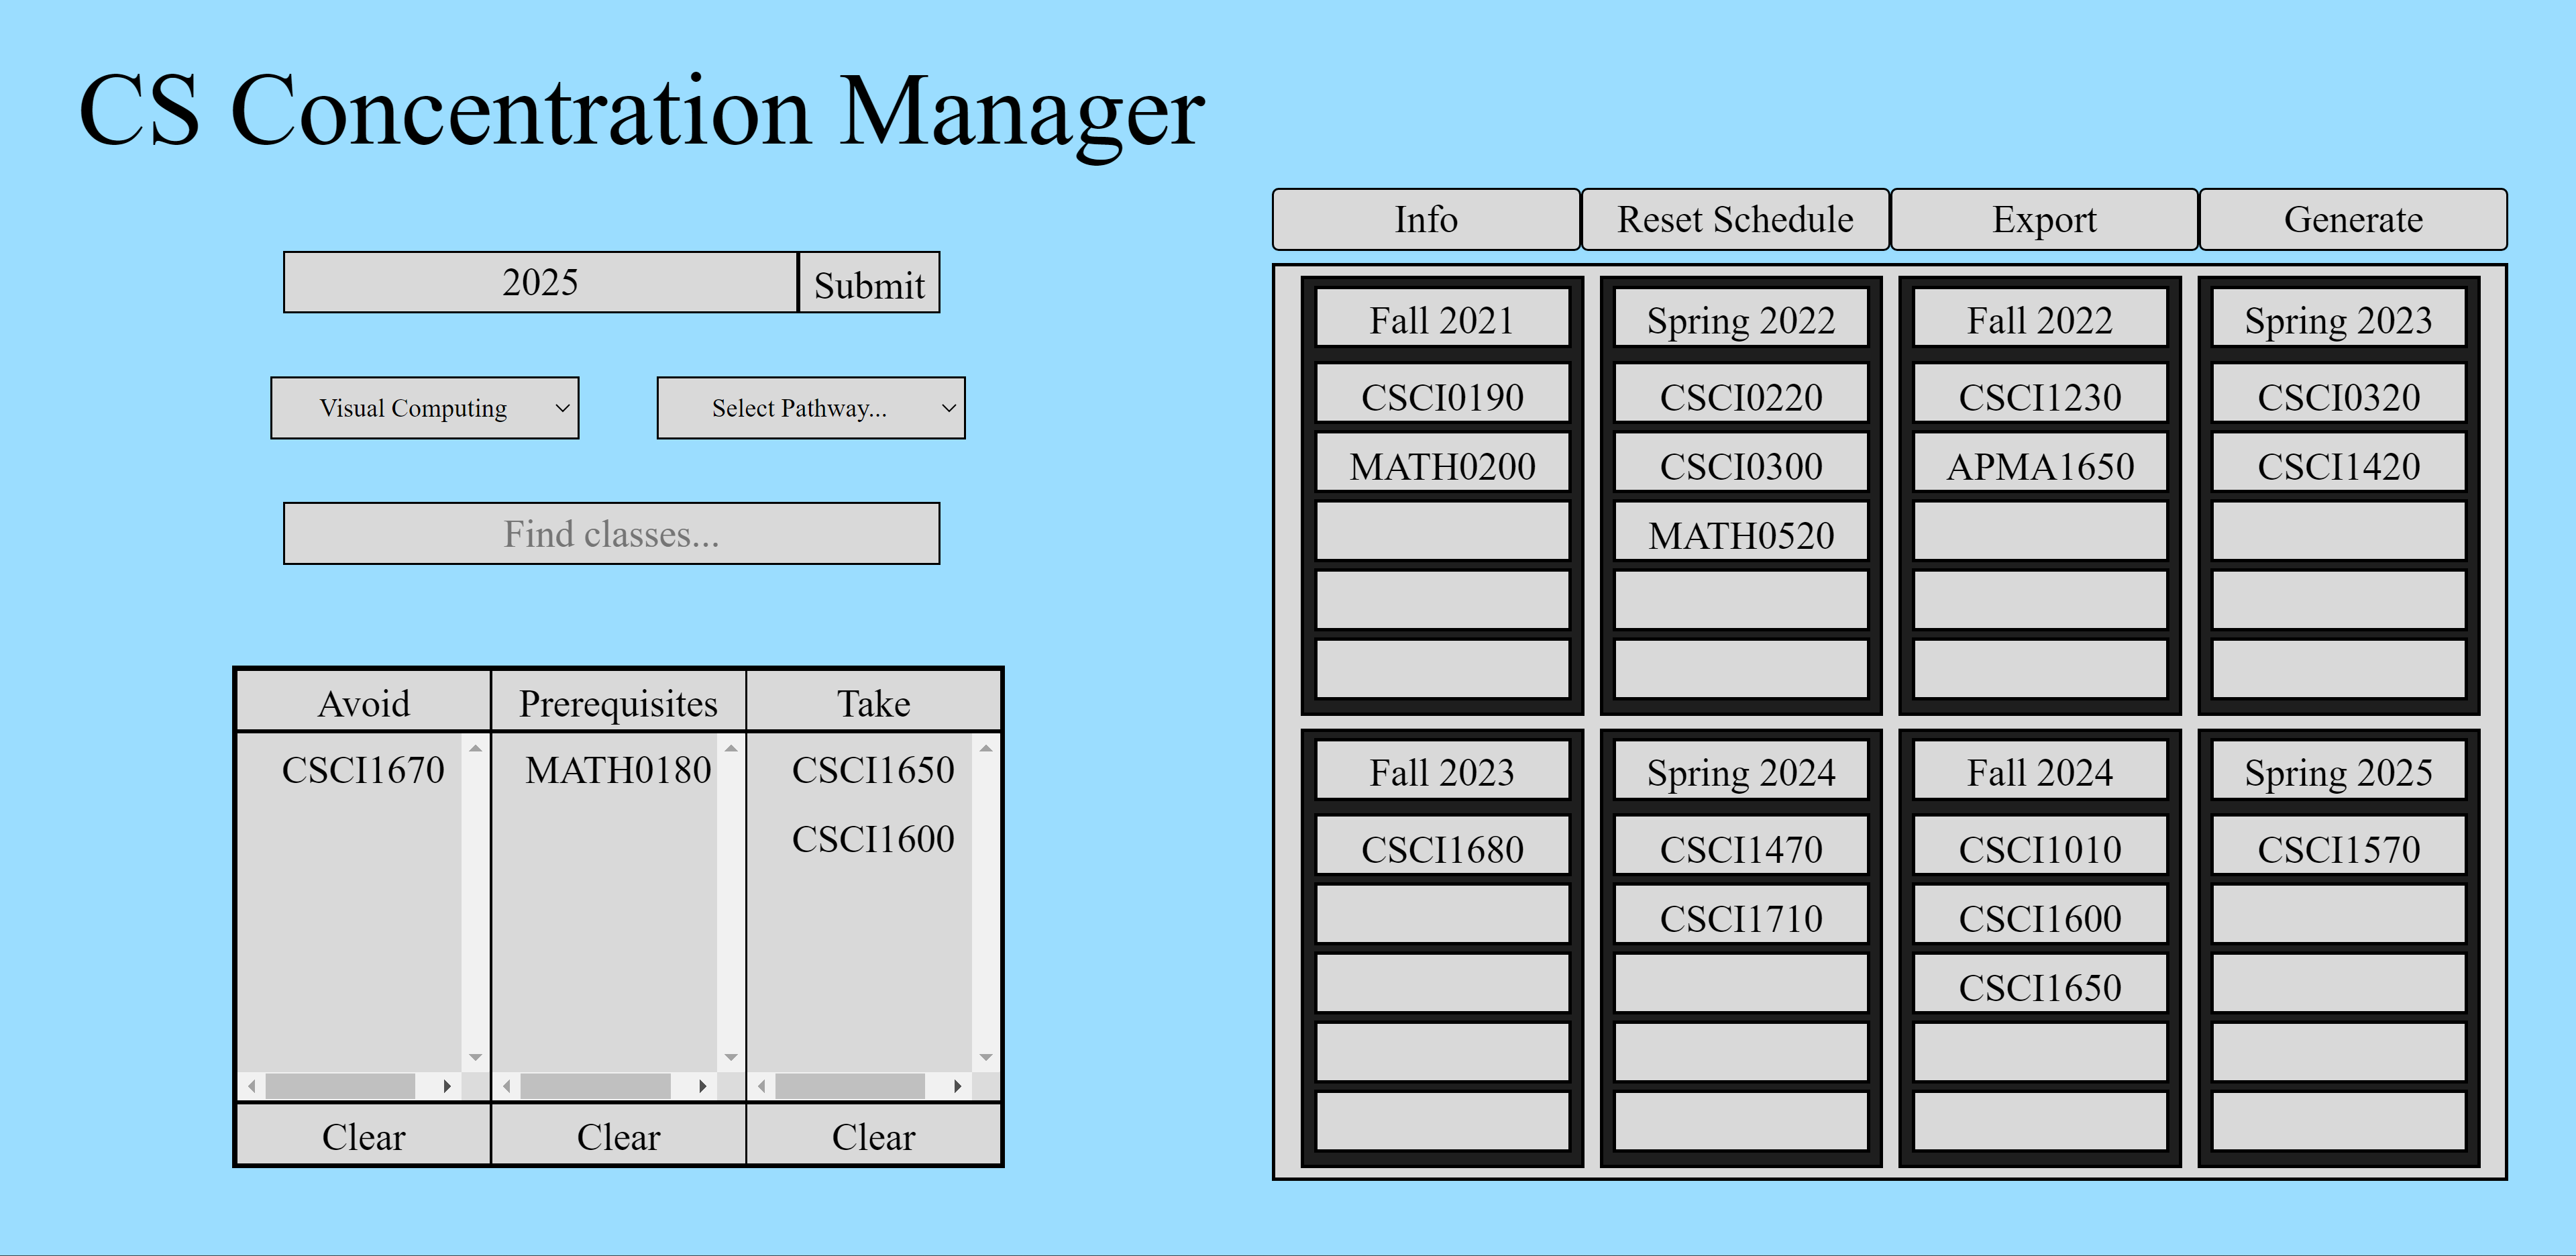 CS Concentration Manager
2025
Submit
Visual Computing
Select Pathway...
Find classes...
Avoid
Prerequisites
Take
CSCI1670
MATH0180
CSCI1650
CSCI1600
Clear
Clear
Clear
Info
Reset Schedule
Export
Generate
Fall 2021
CSCI0190
MATH0200
Spring 2022
CSCI0220
CSCI0300
MATH0520
Fall 2022
CSCI1230
APMA1650
Spring 2023
CSCI0320
CSCI1420
Fall 2023
CSCI1680
Spring 2024
CSCI1470
CSCI1710
Fall 2024
CSCI1010
CSCI1600
CSCI1650
Spring 2025
CSCI1570